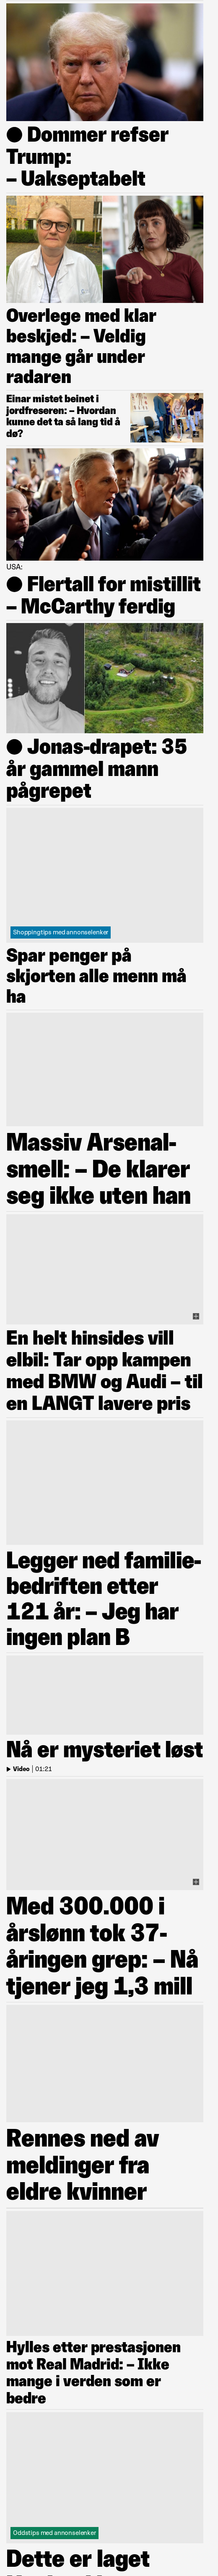 Dommer refser
Trump:
– Uakseptabelt
Overlege med klar
beskjed: – Veldig
mange går under
radaren
Einar mistet beinet i
jordfreseren: – Hvordan
kunne det ta så lang tid å
dø?
USA:
Flertall for mistillit
– McCarthy ferdig
Jonas-drapet: 35
år gammel mann
pågrepet
Shoppingtips med annonselenker
Spar penger på
skjorten alle menn må
ha
Massiv Arsenal-
smell: – De klarer
seg ikke uten han
En helt hinsides vill
elbil: Tar opp kampen
med BMW og Audi – til
en LANGT lavere pris
Legger ned familie-
bedriften etter
121 år: – Jeg har
ingen plan B
Nå er mysteriet løst
Video | 01:21
Med 300.000 i
årslønn tok 37-
åringen grep: – Nå
tjener jeg 1,3 mill
Rennes ned av
meldinger fra
eldre kvinner
Hylles etter prestasjonen
mot Real Madrid: – Ikke
mange i verden som er
bedre
Oddstips med annonselenker
Dette er laget